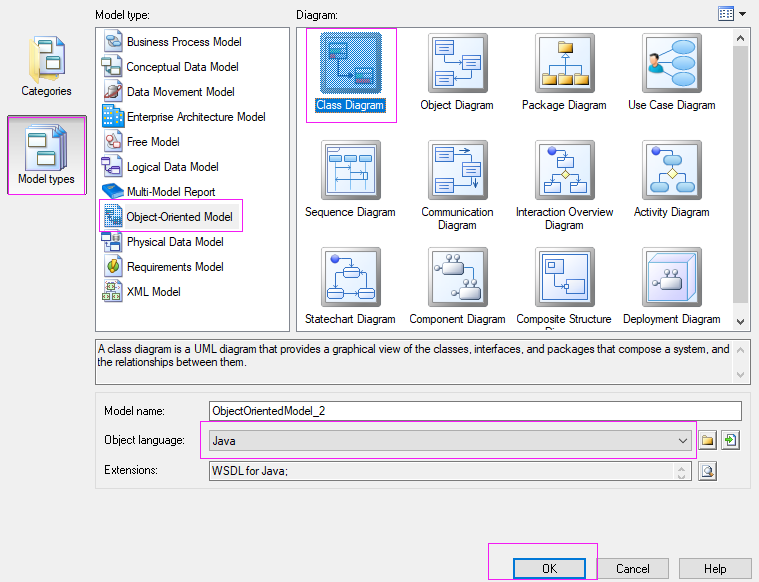 Model type:
Diagram:
Categories
Model types
Business Process Model
Conceptual Data Model
Data Movement Model
Enterprise Architecture Model
Free Model
Logical Data Model
Multi-Model Report
Object-Oriented Model
Physical Data Model
Requirements Model
XML Model
Class Diagram
Object Diagram
Package Diagram
Use Case Diagram
Sequence Diagram
Communication
Diagram
Interaction Overview
Diagram
Activity Diagram
Statechart Diagram
Component Diagram
Composite Structure
Deployment Diagram
A class diagram is a UML diagram that provides a graphical view of the classes, interfaces, and packages that compose a system, and
the relationships between them.
Model name:
ObjectOrientedModel_2
Object language:
Java
Extensions:
WSDL for Java;
OK
Cancel
Help